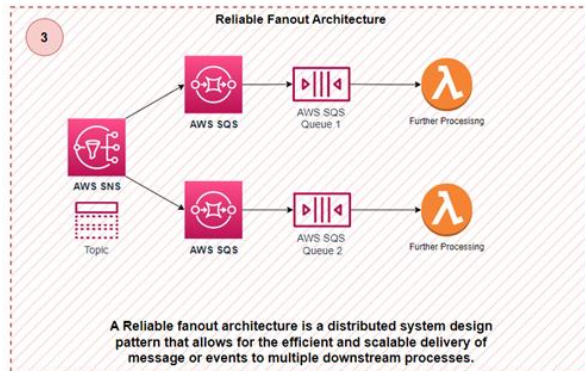 Reliable Fanout Architecture
3
AWS SQS
AWS SQS
Queue 1
Further Procesisng
AWS SNS
Topic
AWS SQS
AWS SQS
Queue 2
Further Processing
A Reliable fanout architecture is a distributed system design
pattern that allows for the efficient and scalable delivery of
message or events to multiple downstream processes.